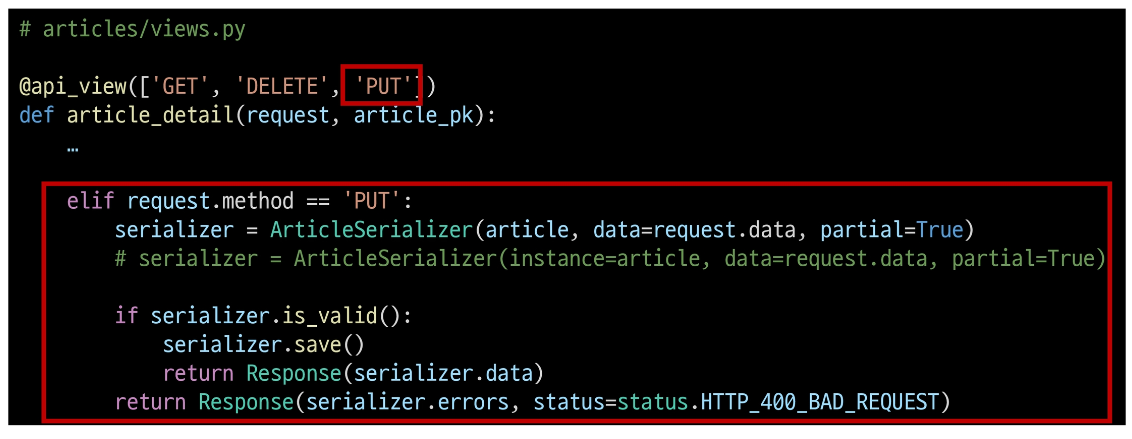 # articles/views.py
@api_view(['GET', 'DELETE', 'PUT'])
def article_detail(request, article_pk):
…
elif request.method == 'PUT':
serializer = ArticleSerializer(article, data=request.data, partial=True)
# serializer = ArticleSerializer(instance=article, data=request.data, partial=True)
if serializer.is_valid():
serializer.save()
return Response(serializer.data)
return Response(serializer.errors, status=status.HTTP_400_BAD_REQUEST)